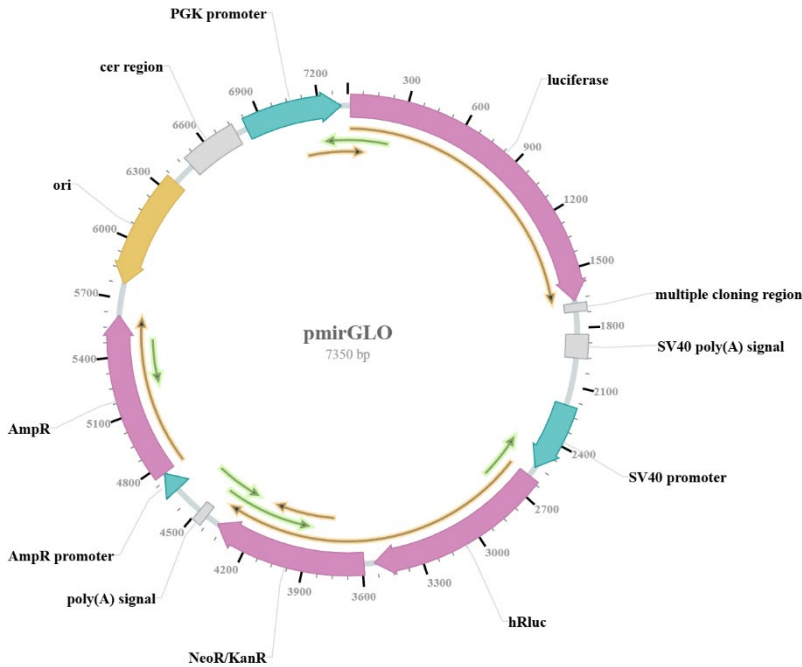 PGK promoter
cer region
ori
AmpR
AmpR promoter
poly(A) signal
NeoR/KanR
hRluc
SV40 promoter
SV40 poly(A) signal
multiple cloning region
luciferase
pmirGLO
7350 bp
300
600
900
1200
1500
1800
2100
2400
2700
3000
3300
3600
3900
4200
4500
4800
5100
5400
5700
6000
6300
6600
6900
7200